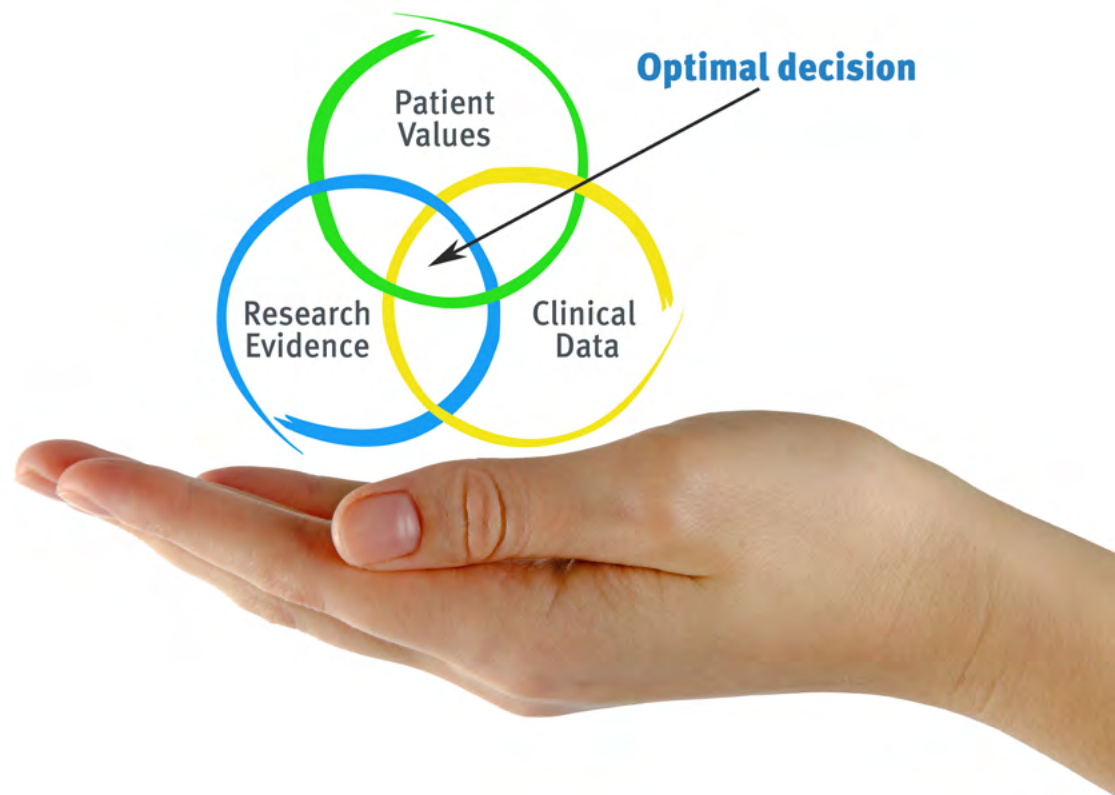 Optimal decision
Patient
Values
Research
Evidence
Clinical
Data